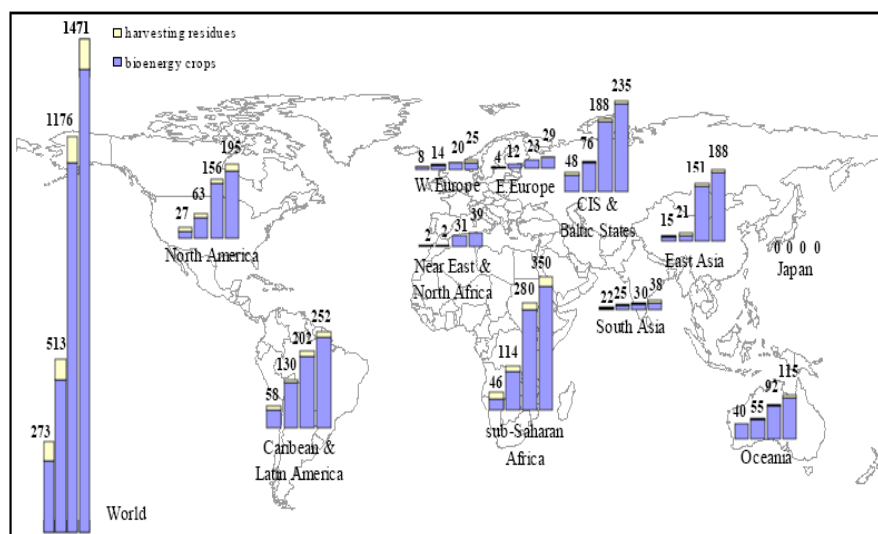 1471
harvesting residues
bioenergy crops
1176
513
273
World
27 63 156 195
North America
58 130 202 252
Caribean &
Latin America
8 14 20 25
W.Europe
4 12 23 29
E.Europe
48 76 188 235
CIS &
Baltic States
2 2 31 39
Near East &
North Africa
46 114 280 350
sub-Saharan
Africa
15 21 151 188
East Asia
0 0 0 0
Japan
22 25 30 38
South Asia
40 55 92 115
Oceania